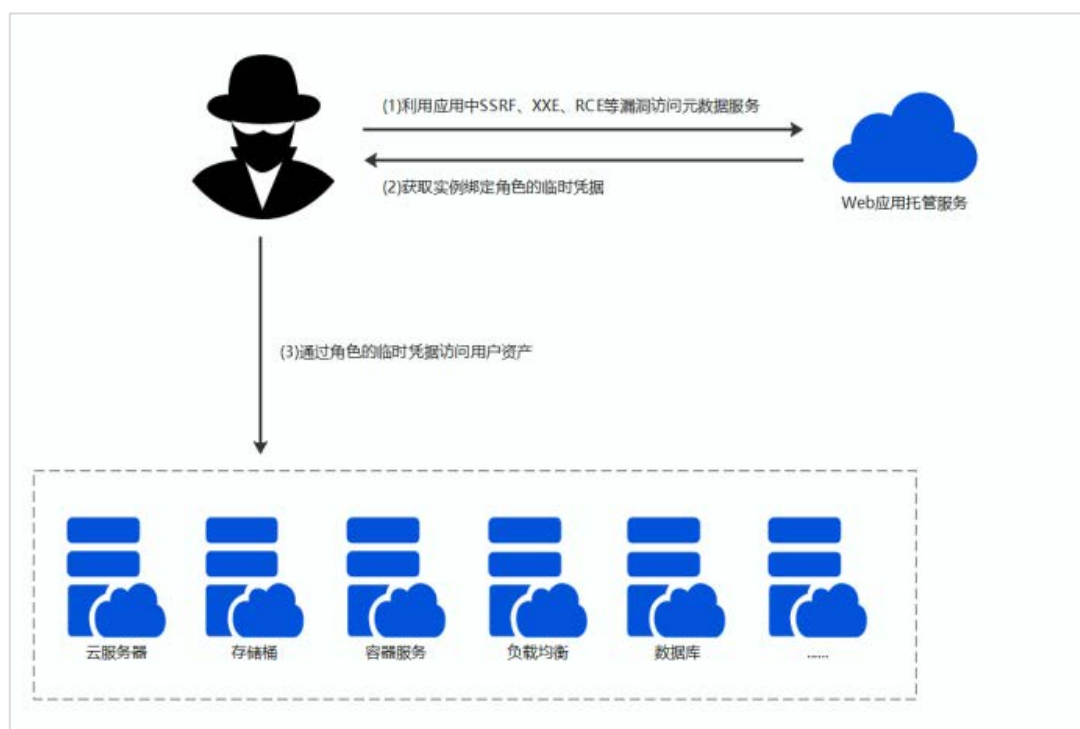 (1)利用应用中SSRF、XXE、RCE等漏洞访问元数据服务
(2)获取实例绑定角色的临时凭据
Web应用托管服务
(3)通过角色的临时凭据访问用户资产
云服务器
存储桶
容器服务
负载均衡
数据库
......